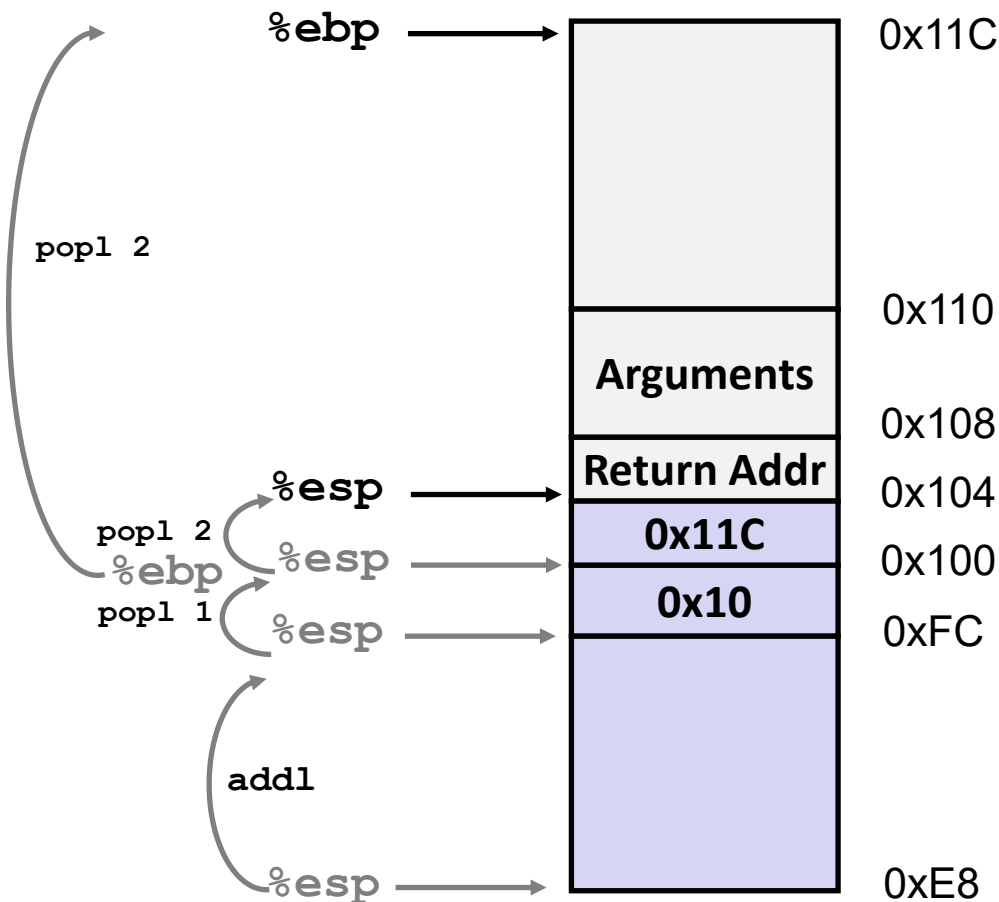 %ebp 0x11C
popl 2
0x110
Arguments
0x108
Return Addr
%esp 0x104
popl 2 0x11C
%ebp %esp 0x100
popl 1 0x10
%esp 0xFC
addl
%esp 0xE8